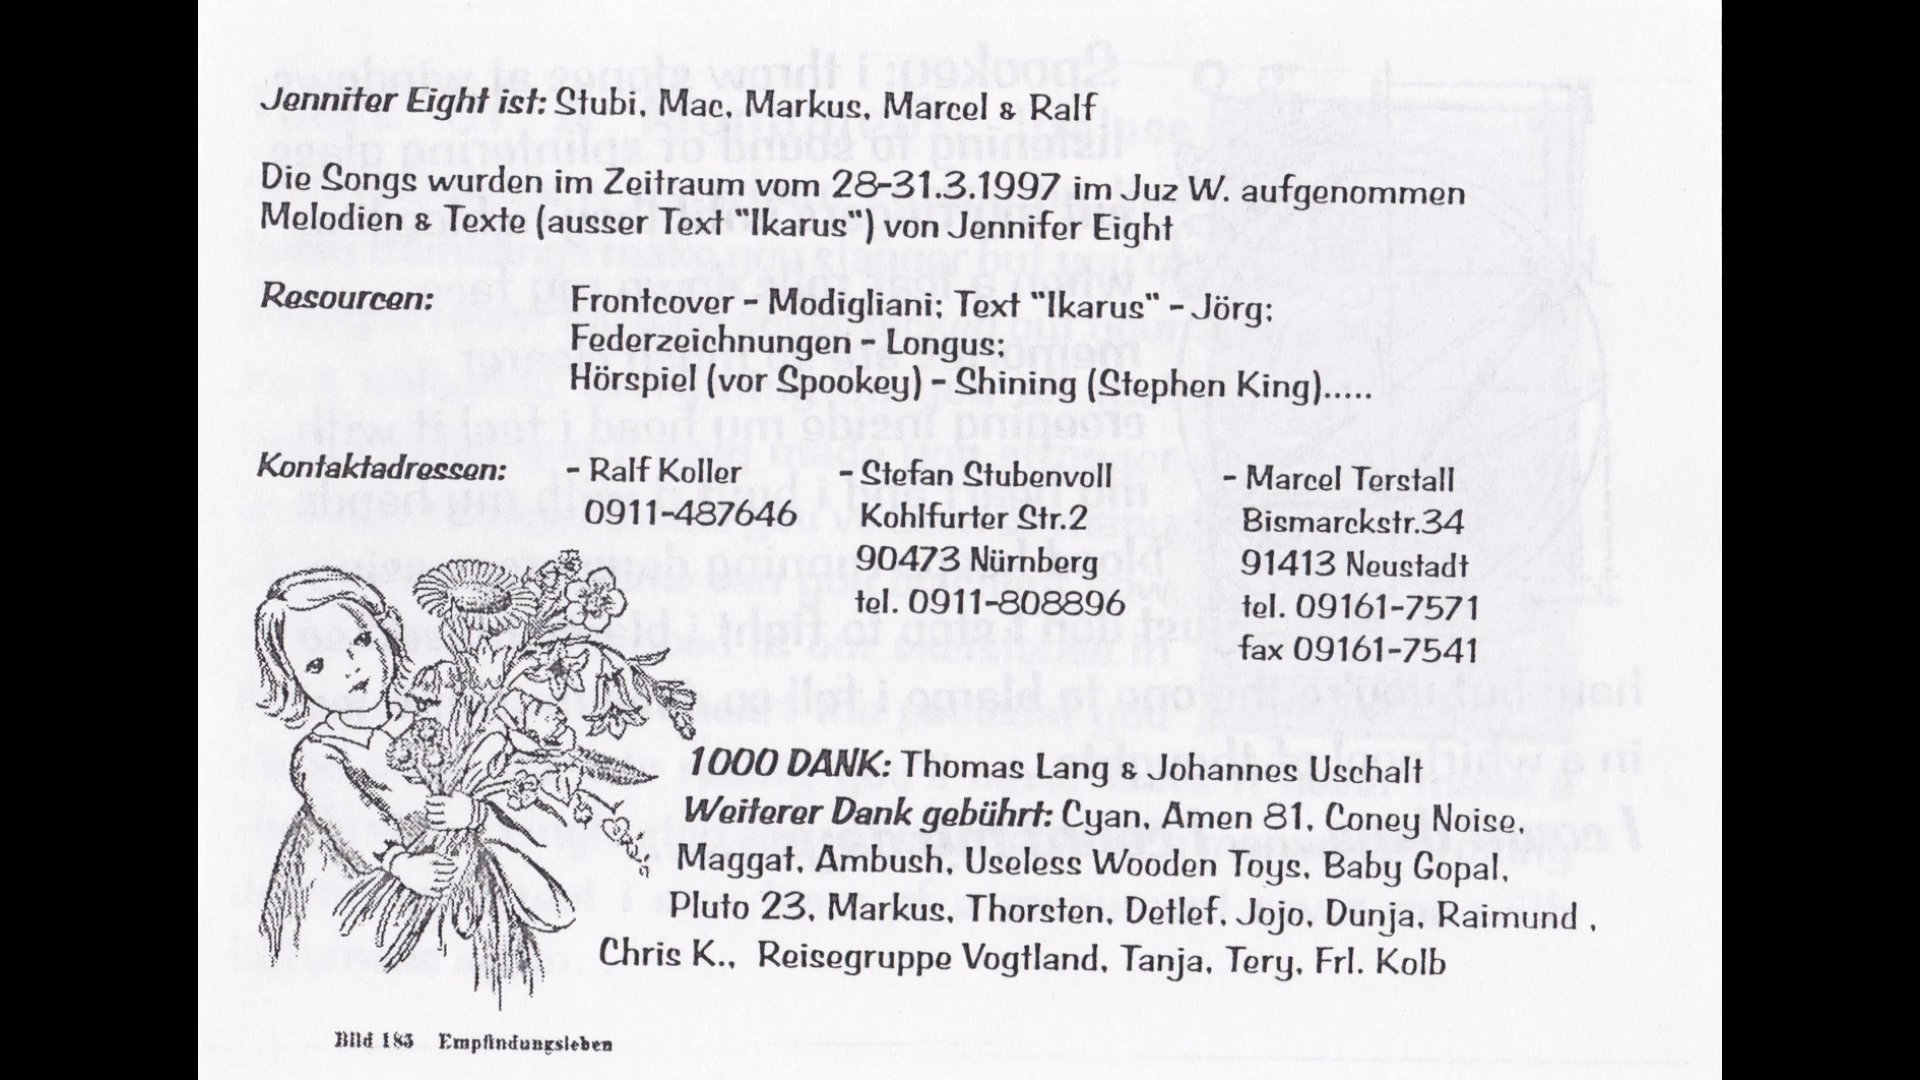 Jennifer Eight ist: Stubi, Mac, Markus, Marcel & Ralf
Die Songs wurden im Zeitraum vom 28-31.3.1997 im Juz W. aufgenommen
Melodien & Texte (ausser Text "Ikarus") von Jennifer Eight
Resourcen: Frontcover - Modigliani; Text "Ikarus" - Jörg;
Federzeichnungen - Longus;
Hörspiel (vor Spookey) - Shining (Stephen King).....
Kontaktadressen: - Ralf Koller - Stefan Stubenvoll - Marcel Terstall
0911-487646 Kohlfurter Str.2 Bismarckstr.34
90473 Nürnberg 91413 Neustadt
tel. 0911-808896 tel. 09161-7571
fax 09161-7541
1000 DANK: Thomas Lang & Johannes Uschalt
Weiterer Dank gebührt: Cyan, Amen 81, Coney Noise,
Maggat, Ambush, Useless Wooden Toys, Baby Gopal,
Pluto 23, Markus, Thorsten, Detlef, Jojo, Dunja, Raimund ,
Chris K., Reisegruppe Vogtland, Tanja, Tery, Frl. Kolb
Bild 183 Empfindungsleben